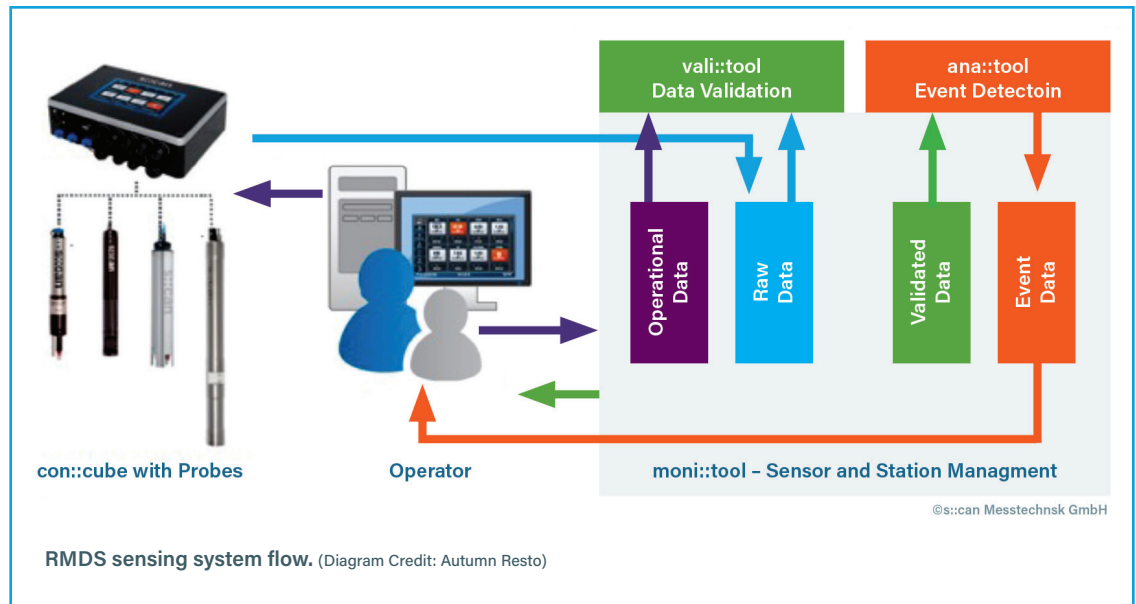 vali::tool
Data Validation
ana::tool
Event Detectoin
Operational
Data
Raw
Data
Validated
Data
Event
Data
con::cube with Probes
Operator
moni::tool – Sensor and Station Managment
©s::can Messtechnsk GmbH
RMDS sensing system flow. (Diagram Credit: Autumn Resto)